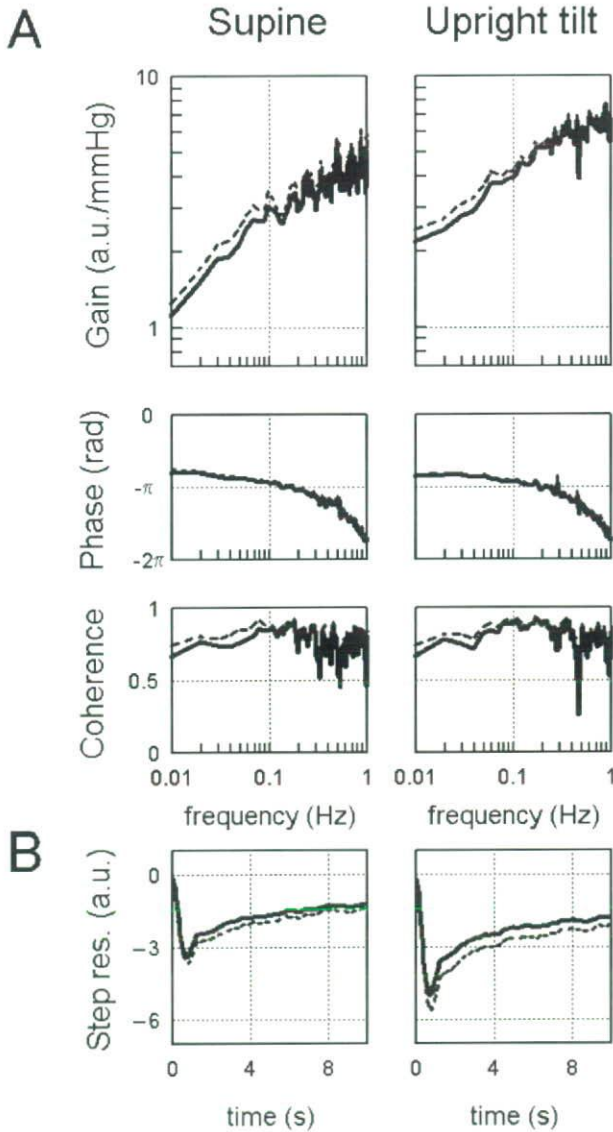 A
Supine
Upright tilt
Gain (a.u./mmHg)
10
1
Phase (rad)
0
-π
-2π
Coherence
1
0.5
0
0.01 0.1 1
0.01 0.1 1
frequency (Hz)
frequency (Hz)
B
Step res. (a.u.)
0
-3
-6
0 4 8
0 4 8
time (s)
time (s)